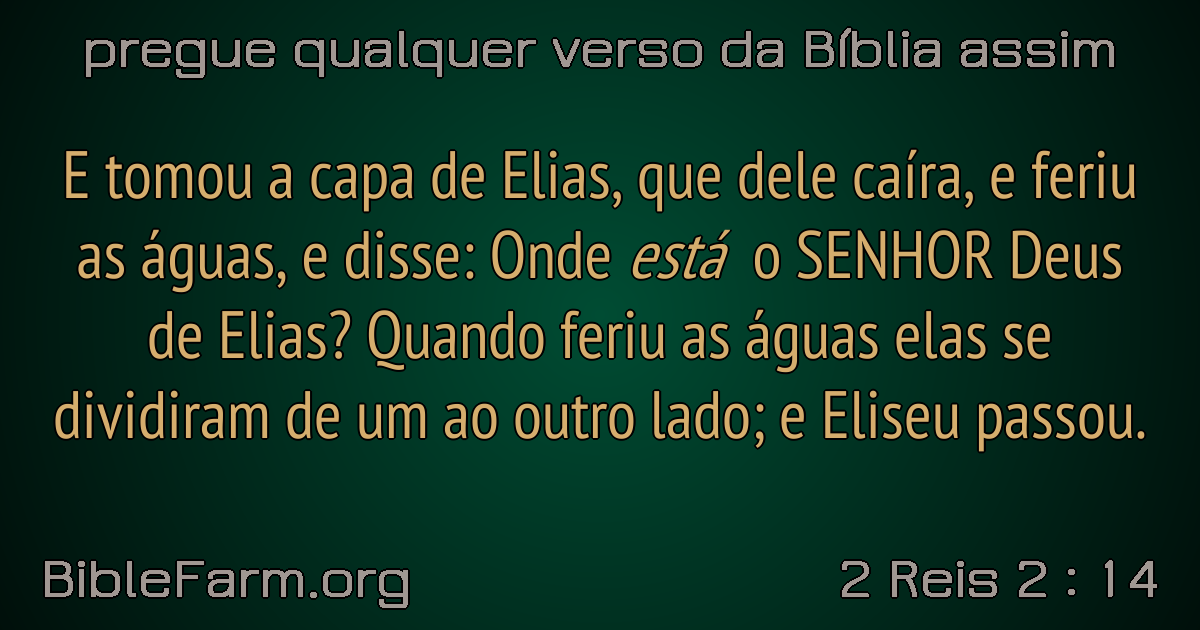 pregue qualquer verso da Bíblia assim
E tomou a capa de Elias, que dele caíra, e feriu
as águas, e disse: Onde está o SENHOR Deus
de Elias? Quando feriu as águas elas se
dividiram de um ao outro lado; e Eliseu passou.
BibleFarm.org
2 Reis 2 : 14